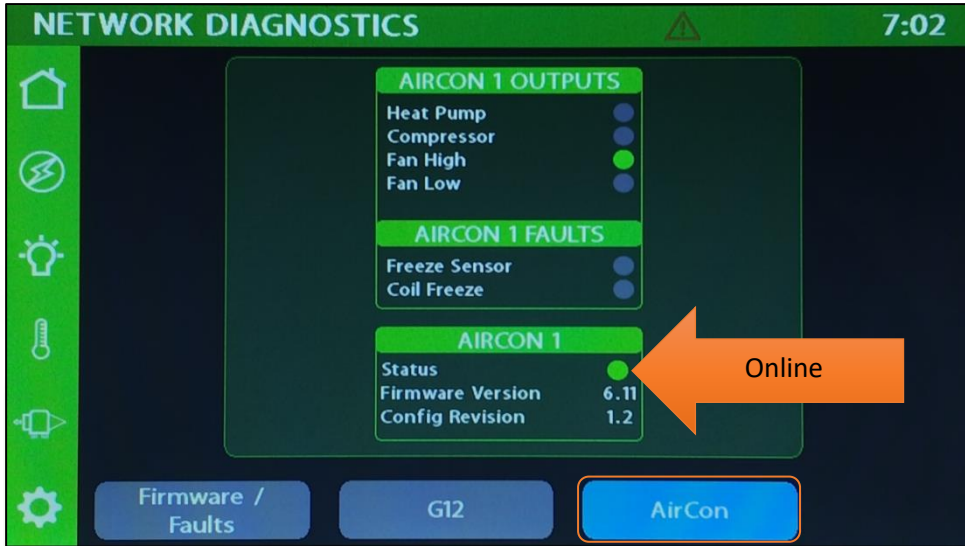 NETWORK DIAGNOSTICS 7:02
AIRCON 1 OUTPUTS
Heat Pump
Compressor
Fan High
Fan Low
AIRCON 1 FAULTS
Freeze Sensor
Coil Freeze
AIRCON 1
Status
Firmware Version 6.11
Config Revision 1.2
Online
Firmware /
Faults
G12
AirCon